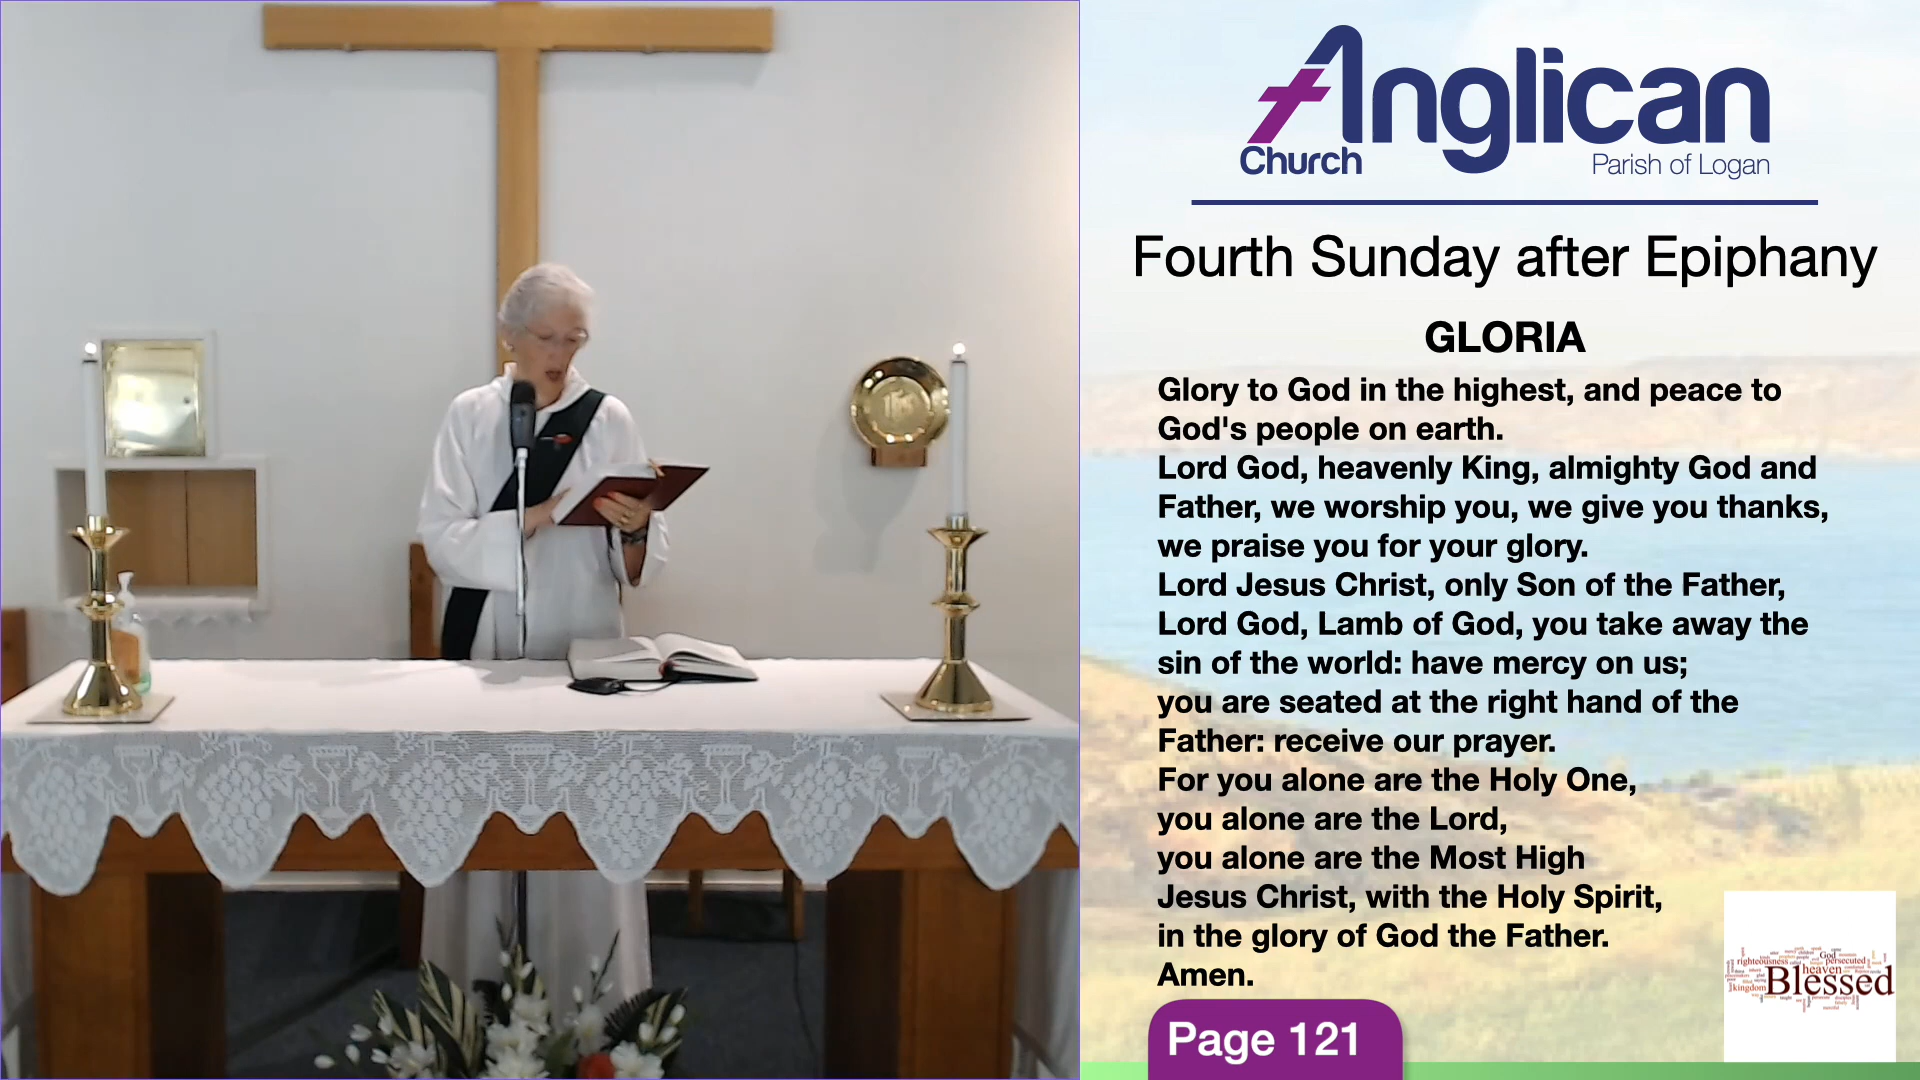 IHS
Anglican
Church
Parish of Logan
Fourth Sunday after Epiphany
GLORIA
Glory to God in the highest, and peace to
God's people on earth.
Lord God, heavenly King, almighty God and
Father, we worship you, we give you thanks,
we praise you for your glory.
Lord Jesus Christ, only Son of the Father,
Lord God, Lamb of God, you take away the
sin of the world: have mercy on us;
you are seated at the right hand of the
Father: receive our prayer.
For you alone are the Holy One,
you alone are the Lord,
you alone are the Most High
Jesus Christ, with the Holy Spirit,
in the glory of God the Father.
Amen.
Page 121
God
righteousness
persecuted
heaven
Blessed
kingdom